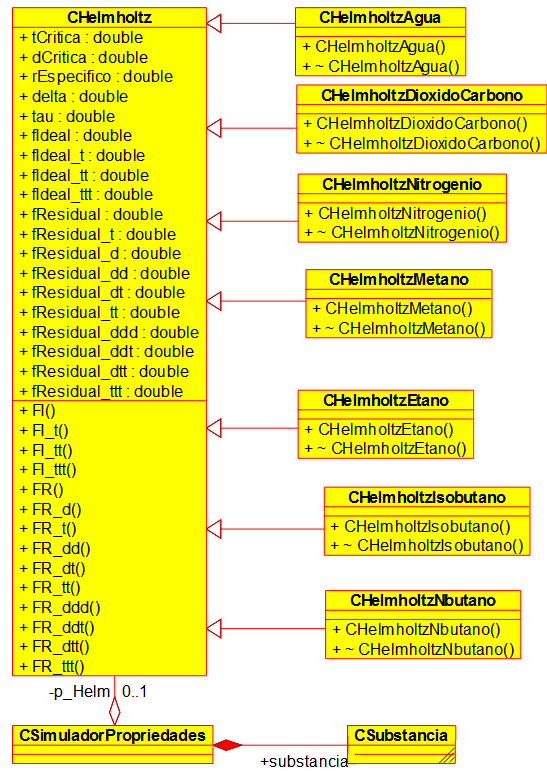 CHelmholtz
+ tCritica : double
+ dCritica : double
+ rEspecifico : double
+ delta : double
+ tau : double
+ fIdeal : double
+ fIdeal_t : double
+ fIdeal_tt : double
+ fIdeal_ttt : double
+ fResidual : double
+ fResidual_t : double
+ fResidual_d : double
+ fResidual_dd : double
+ fResidual_dt : double
+ fResidual_tt : double
+ fResidual_ddd : double
+ fResidual_ddt : double
+ fResidual_dtt : double
+ fResidual_ttt : double
+ FI()
+ FI_t()
+ FI_tt()
+ FI_ttt()
+ FR()
+ FR_d()
+ FR_t()
+ FR_dd()
+ FR_dt()
+ FR_tt()
+ FR_ddd()
+ FR_ddt()
+ FR_dtt()
+ FR_ttt()
CHelmholtzAgua
+ CHelmholtzAgua()
+ ~ CHelmholtzAgua()
CHelmholtzDioxidoCarbono
+ CHelmholtzDioxidoCarbono()
+ ~ CHelmholtzDioxidoCarbono()
CHelmholtzNitrogenio
+ CHelmholtzNitrogenio()
+ ~ CHelmholtzNitrogenio()
CHelmholtzMetano
+ CHelmholtzMetano()
+ ~ CHelmholtzMetano()
CHelmholtzEtano
+ CHelmholtzEtano()
+ ~ CHelmholtzEtano()
CHelmholtzIsobutano
+ CHelmholtzIsobutano()
+ ~ CHelmholtzIsobutano()
CHelmholtzNbutano
+ CHelmholtzNbutano()
+ ~ CHelmholtzNbutano()
-p_Helm 0..1
CSimuladorPropriedades
+substancia
CSubstancia